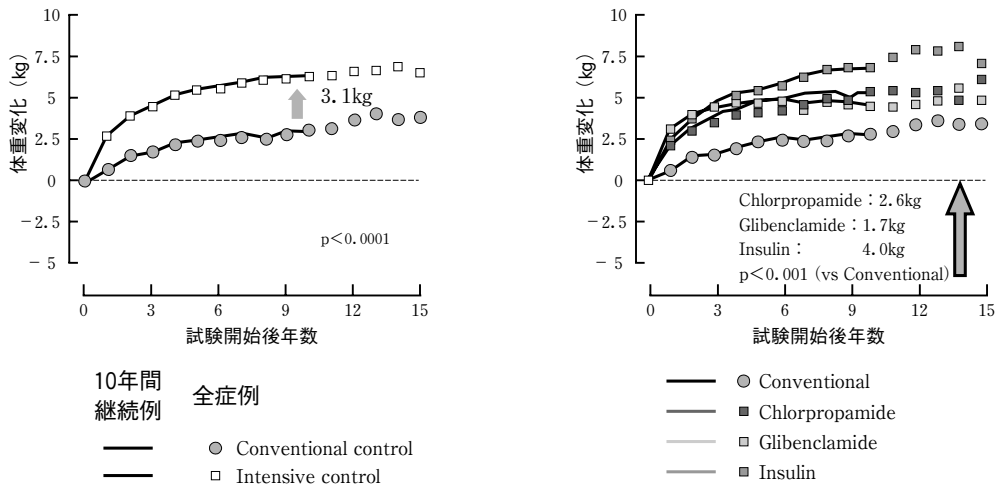 10
7.5
5
2.5
0
−2.5
−5
体重変化（kg）
3.1kg
p＜0.0001
0 3 6 9 12 15
試験開始後年数
10年間
継続例
全症例
Conventional control
Intensive control
10
7.5
5
2.5
0
−2.5
−5
体重変化（kg）
Chlorpropamide：2.6kg
Glibenclamide：1.7kg
Insulin： 4.0kg
p＜0.001 (vs Conventional)
0 3 6 9 12 15
試験開始後年数
Conventional
Chlorpropamide
Glibenclamide
Insulin